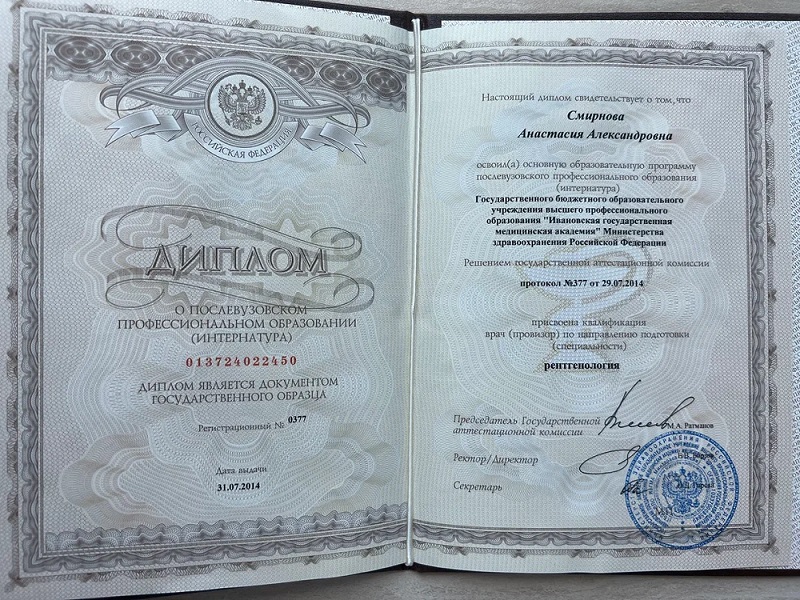 РОССИЙСКАЯ ФЕДЕРАЦИЯ
ДИПЛОМ
О ПОСЛЕВУЗОВСКОМ
ПРОФЕССИОНАЛЬНОМ ОБРАЗОВАНИИ
(ИНТЕРНАТУРА)
013724022450
ДИПЛОМ ЯВЛЯЕТСЯ ДОКУМЕНТОМ
ГОСУДАРСТВЕННОГО ОБРАЗЦА
Регистрационный № 0377
Дата выдачи
31.07.2014
Настоящий диплом свидетельствует о том, что
Смирнова
Анастасия Александровна
освоил(а) основную образовательную программу
послевузовского профессионального образования
(интернатура)
Государственного бюджетного образовательного
учреждения высшего профессионального
образования "Ивановская государственная
медицинская академия" Министерства
здравоохранения Российской Федерации
Решением государственной аттестационной комиссии
протокол №377 от 29.07.2014
присвоена квалификация
врач (провизор) по направлению подготовки
(специальности)
рентгенология
Председатель Государственной
аттестационной комиссии М.А. Ратманов
Ректор/Директор
Секретарь